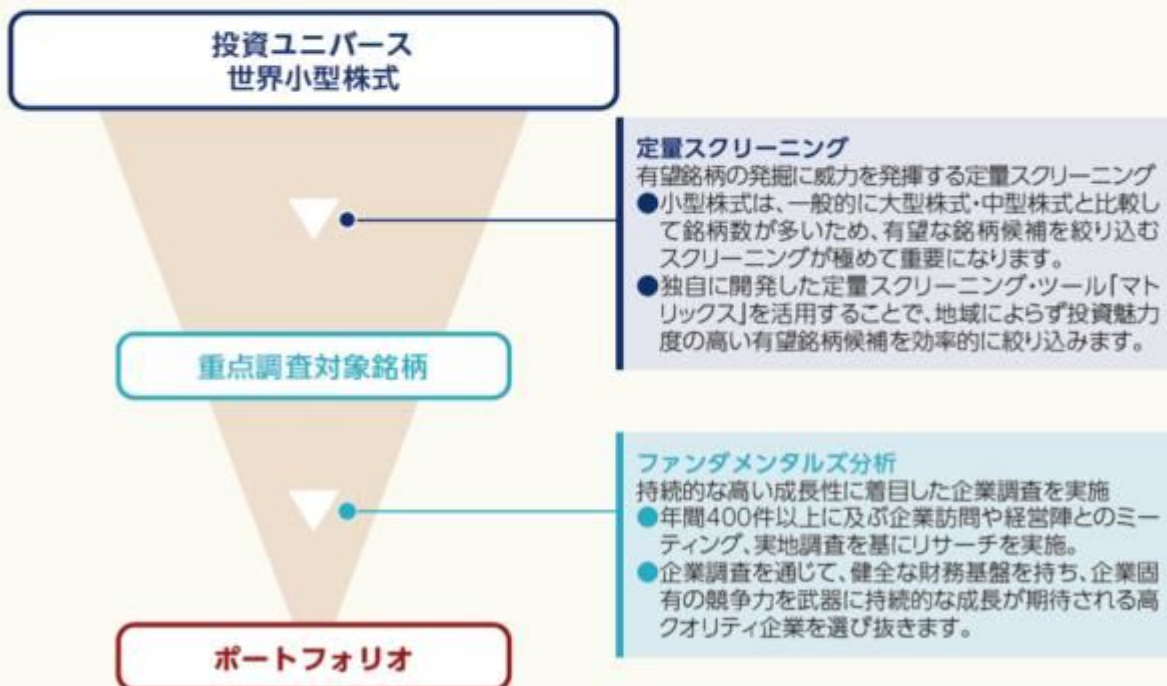 投資ユニバース
世界小型株式
定量スクリーニング
有望銘柄の発掘に威力を発揮する定量スクリーニング
●小型株式は、一般的に大型株式・中型株式と比較し
て銘柄数が多いため、有望な銘柄候補を絞り込む
スクリーニングが極めて重要になります。
●独自に開発した定量スクリーニング・ツール「マト
リックス」を活用することで、地域によらず投資魅力
度の高い有望銘柄候補を効率的に絞り込みます。
重点調査対象銘柄
ファンダメンタルズ分析
持続的な高い成長性に着目した企業調査を実施
●年間400件以上に及ぶ企業訪問や経営陣とのミー
ティング、実地調査を基にリサーチを実施。
●企業調査を通じて、健全な財務基盤を持ち、企業固
有の競争力を武器に持続的な成長が期待される高
クオリティ企業を選び抜きます。
ポートフォリオ